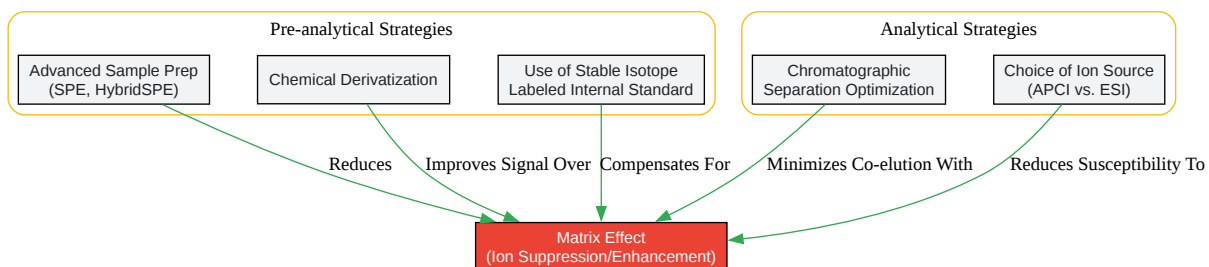 Pre-analytical Strategies
Analytical Strategies
Advanced Sample Prep
(SPE, HybridSPE)
Chemical Derivatization
Use of Stable Isotope
Labeled Internal Standard
Chromatographic
Separation Optimization
Choice of Ion Source
(APCI vs. ESI)
Reduces
Improves Signal Over
Compensates For
Minimizes Co-elution With
Reduces Susceptibility To
Matrix Effect
(Ion Suppression/Enhancement)